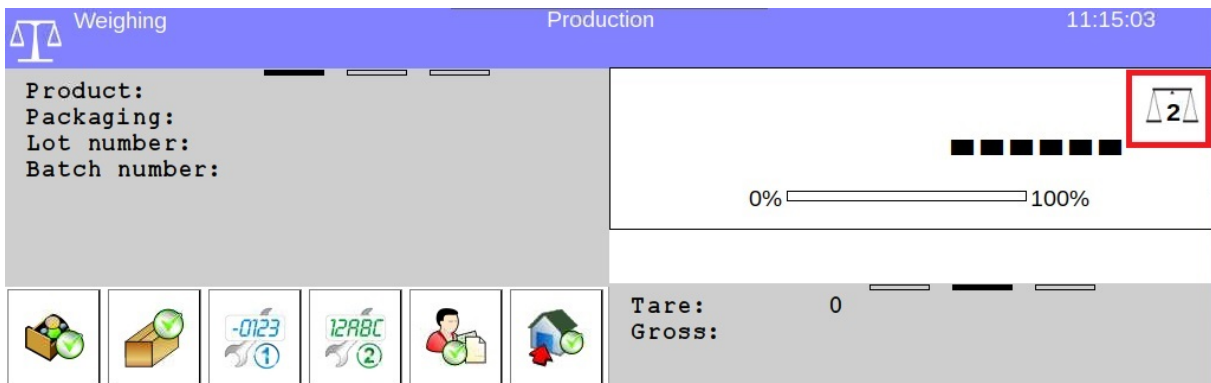 Weighing
Production
11:15:03
Product:
Packaging:
Lot number:
Batch number:
2
0%
100%
-0123
1
12ABC
2
Tare: 0
Gross: